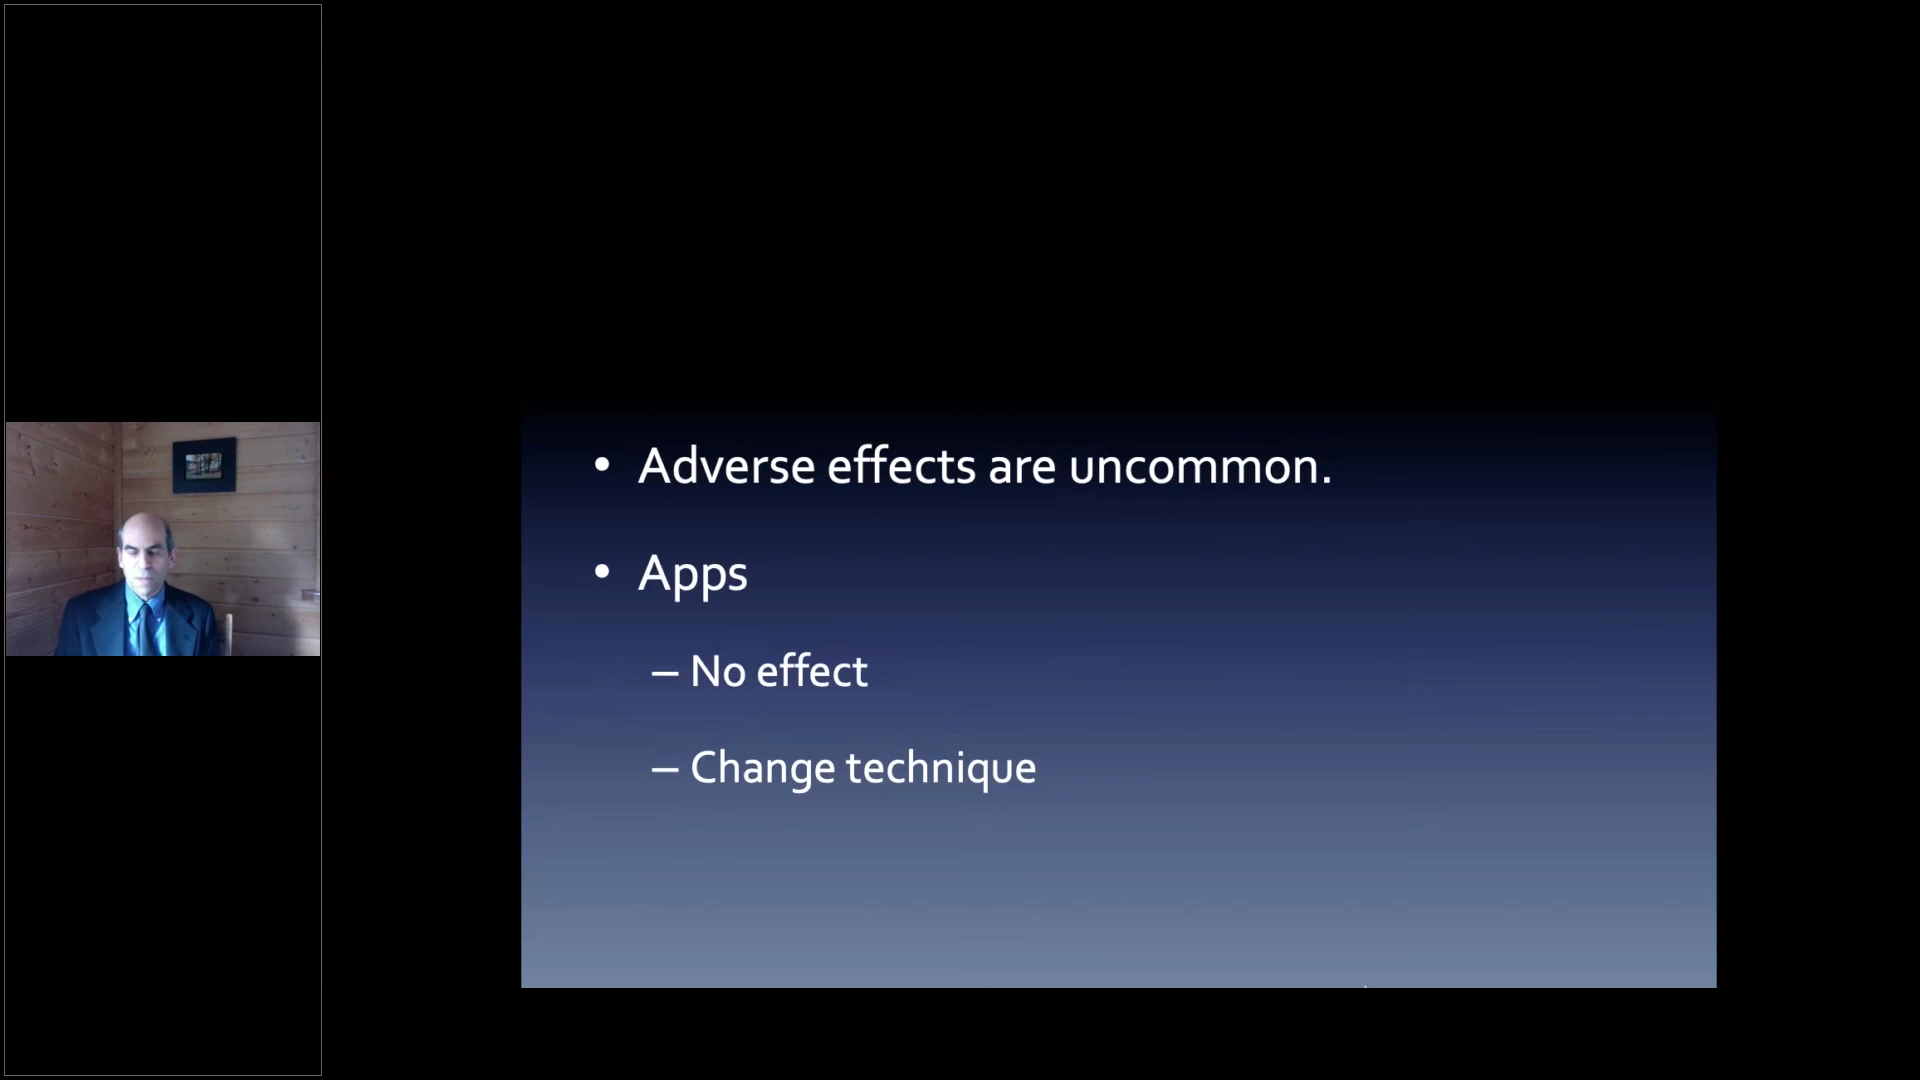 • Adverse effects are uncommon.
• Apps
– No effect
– Change technique